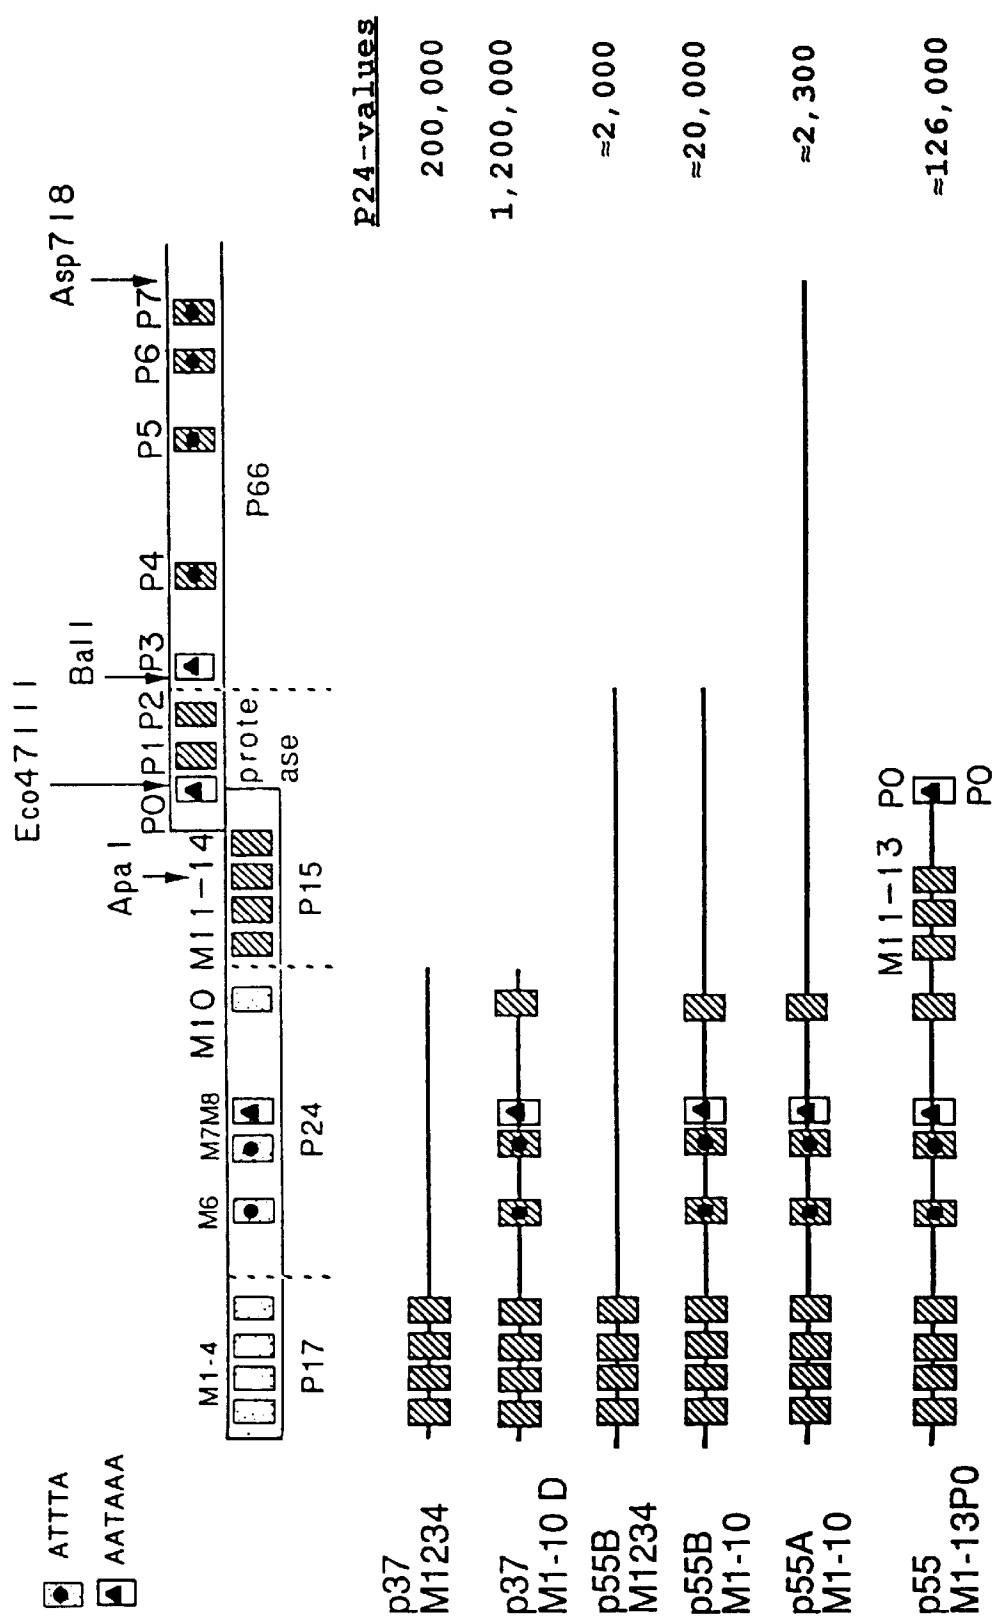 ATTTA
AATAAA
Eco47III
BalI
Asp718
ApaI
M1-4 M6 M7M8 M10 M11-14 P0 P1 P2 P3 P4 P5 P6 P7
P17 P24 P15 prote P66
ase
P24-values
p37
M1234
200,000
p37
M1-10 D
1,200,000
p55B
M1234
≈2,000
p55B
M1-10
≈20,000
p55A
M1-10
≈2,300
M11-13 P0
p55
M1-13P0
≈126,000
P0